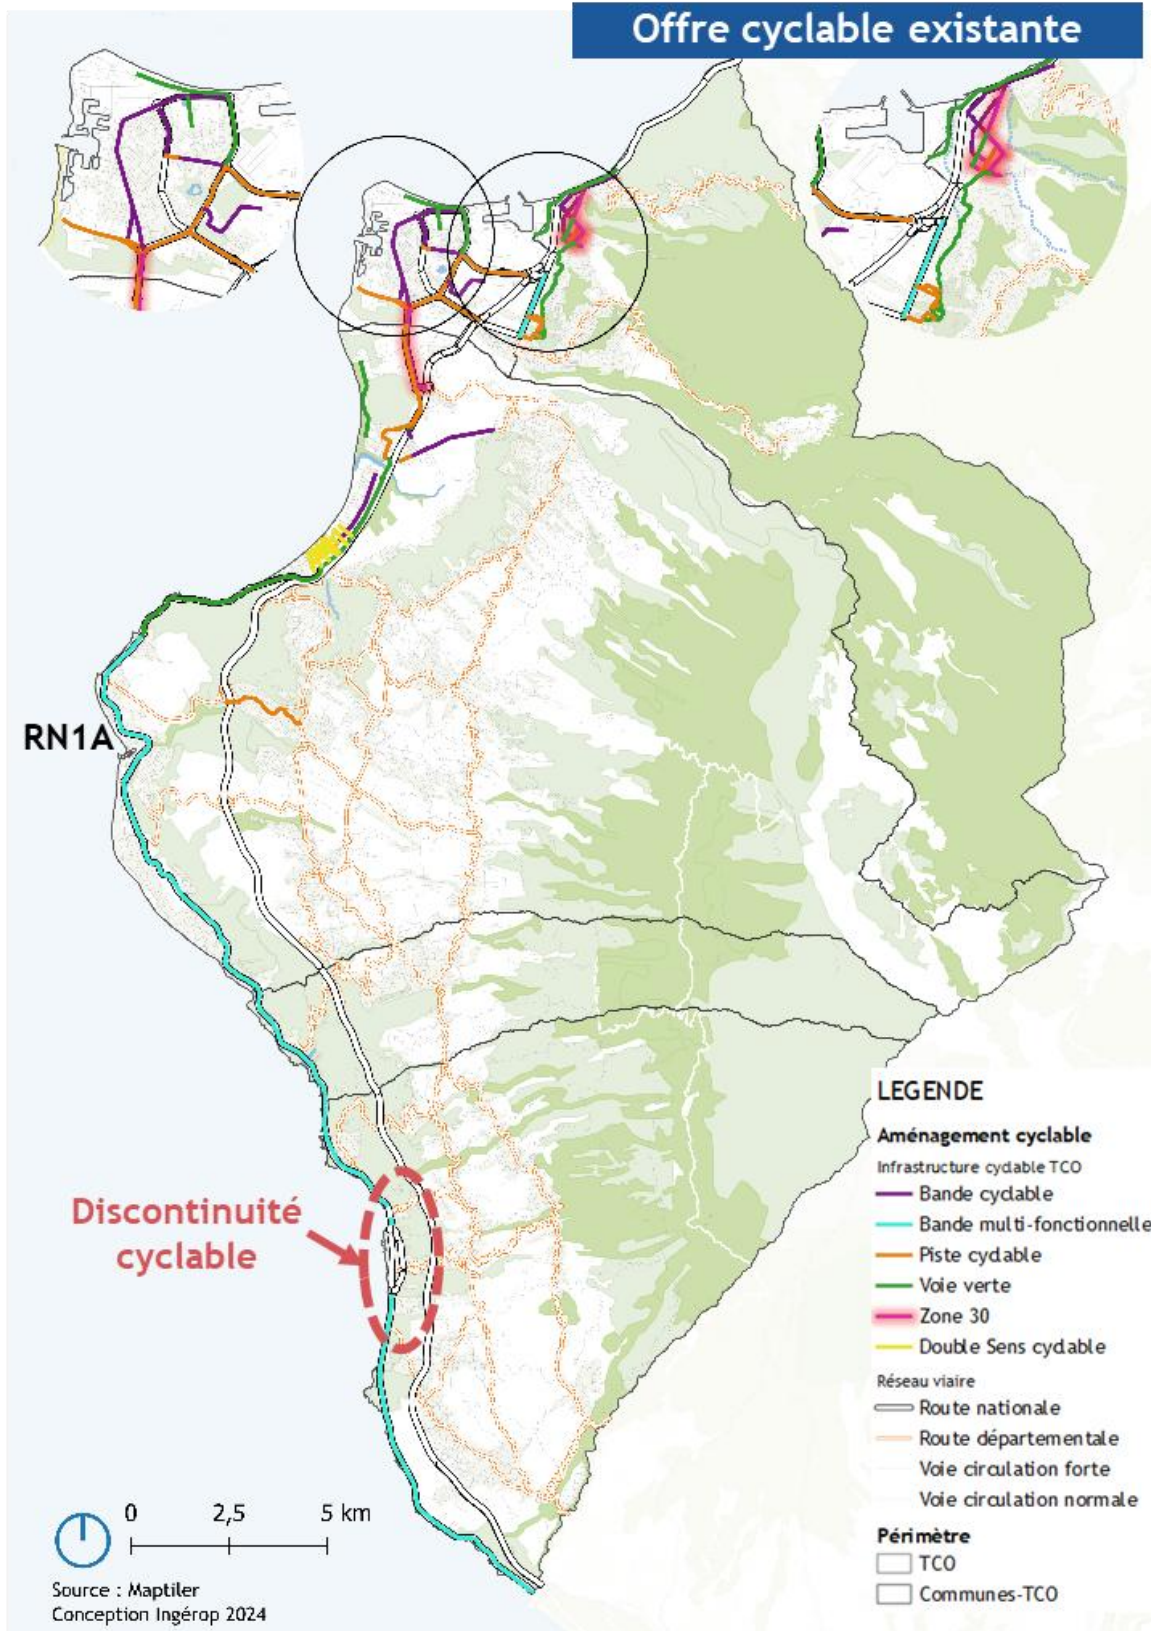 Offre cyclable existante
RN1A
Discontinuité
cyclable
LEGENDE
Aménagement cyclable
Infrastructure cyclable TCO
Bande cyclable
Bande multi-fonctionnelle
Piste cyclable
Voie verte
Zone 30
Double Sens cyclable
Réseau viaire
Route nationale
Route départementale
Voie circulation forte
Voie circulation normale
Périmètre
TCO
Communes-TCO
0 2,5 5 km
Source : Maptiler
Conception Ingérop 2024